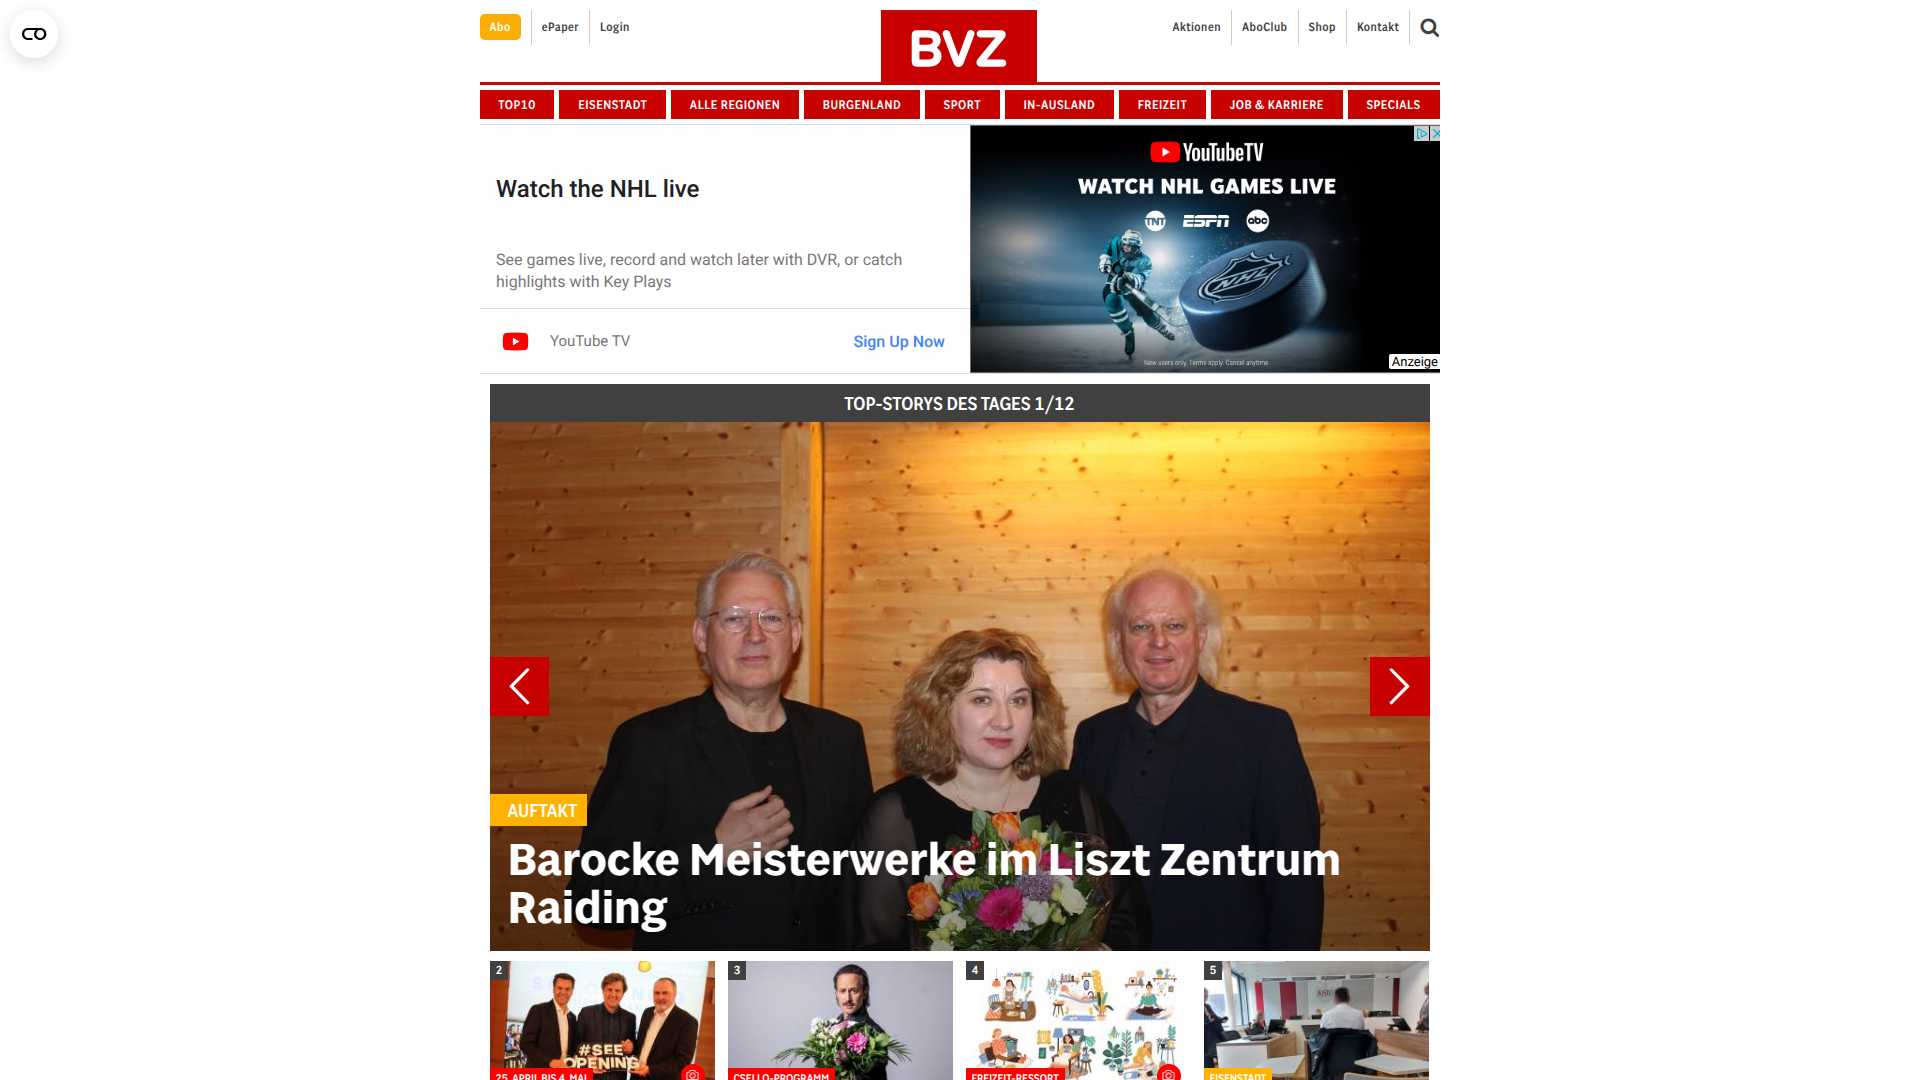 Abo
ePaper
Login
BVZ
Aktionen
AboClub
Shop
Kontakt
TOP10
EISENSTADT
ALLE REGIONEN
BURGENLAND
SPORT
IN-AUSLAND
FREIZEIT
JOB & KARRIERE
SPECIALS
Watch the NHL live
See games live, record and watch later with DVR, or catch
highlights with Key Plays
YouTube TV
Sign Up Now
YouTubeTV
WATCH NHL GAMES LIVE
TNT ESPN abc
NHL
New users only. Terms apply. Cancel anytime.
Anzeige
TOP-STORYS DES TAGES 1/12
AUFTAKT
Barocke Meisterwerke im Liszt Zentrum
Raiding
2
#SEE
OPENING
25. APRIL BIS 4. MAI
3
CSELLO-PROGRAMM
4
FREIZEIT-RESSORT
5
EISENSTADT